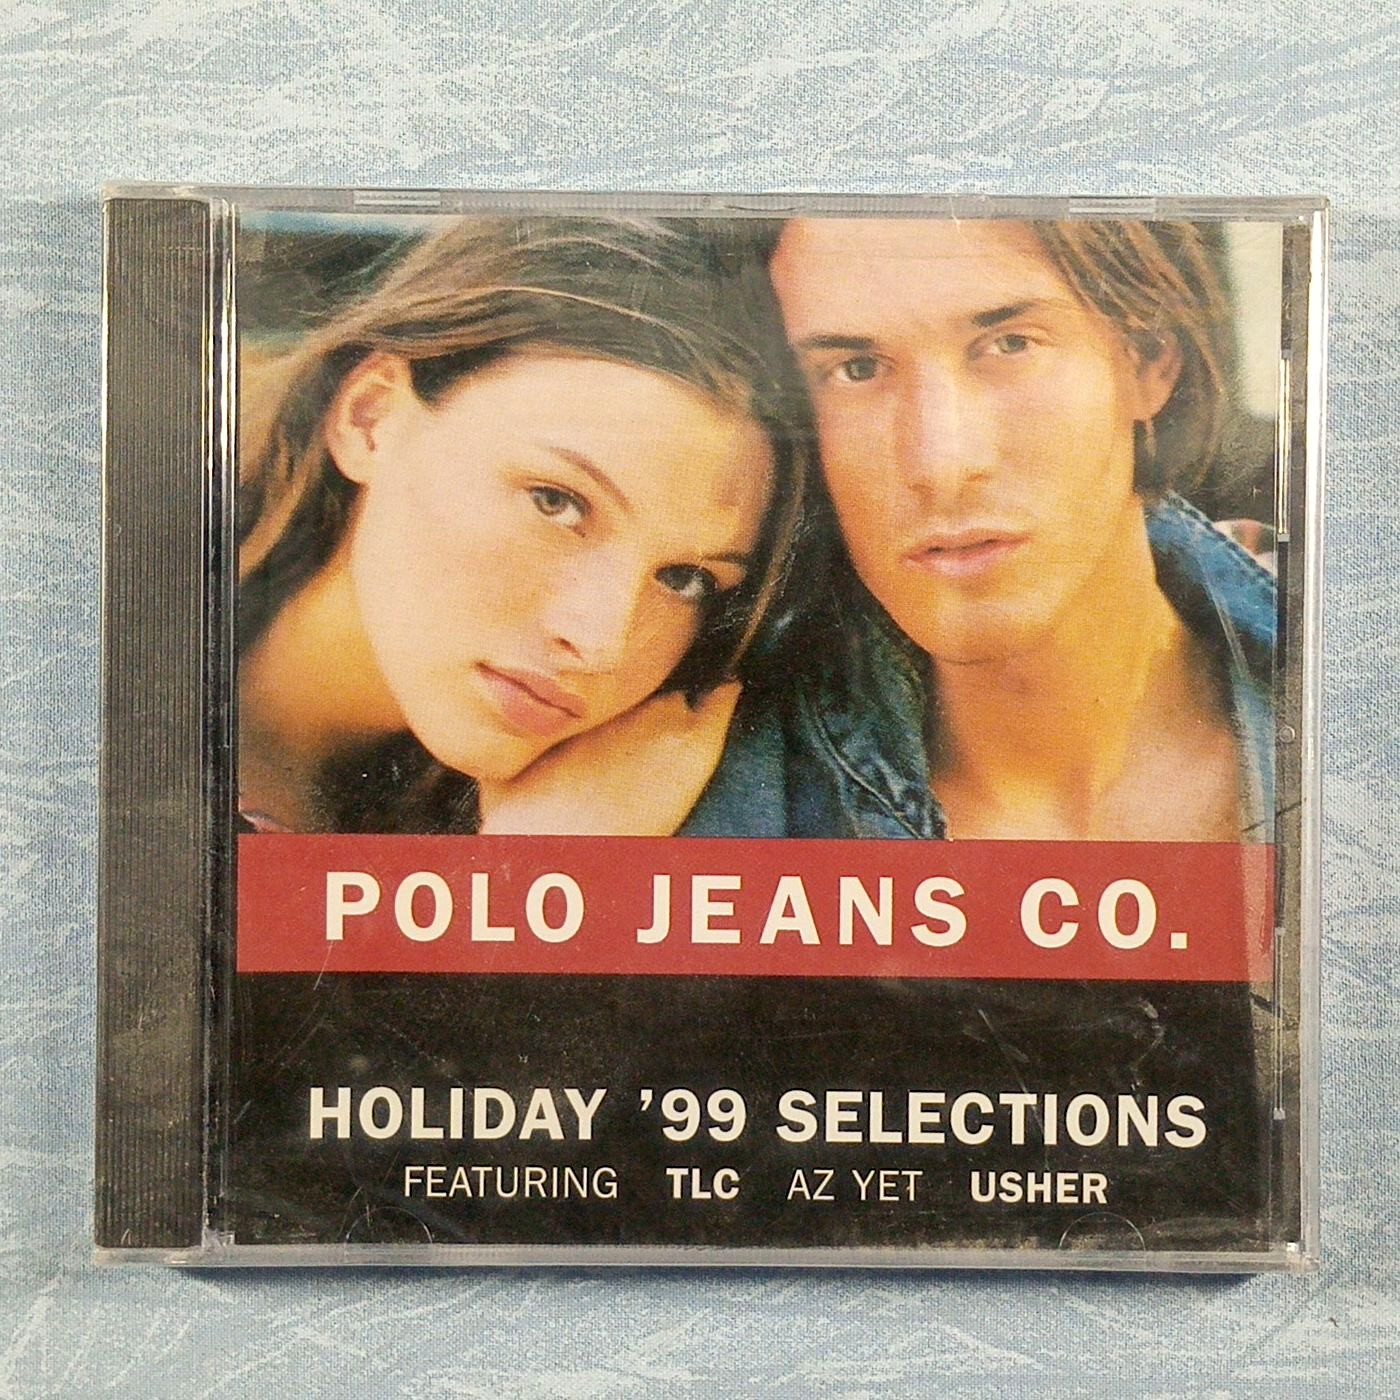 POLO JEANS CO.
HOLIDAY ’99 SELECTIONS
FEATURING TLC AZ YET USHER